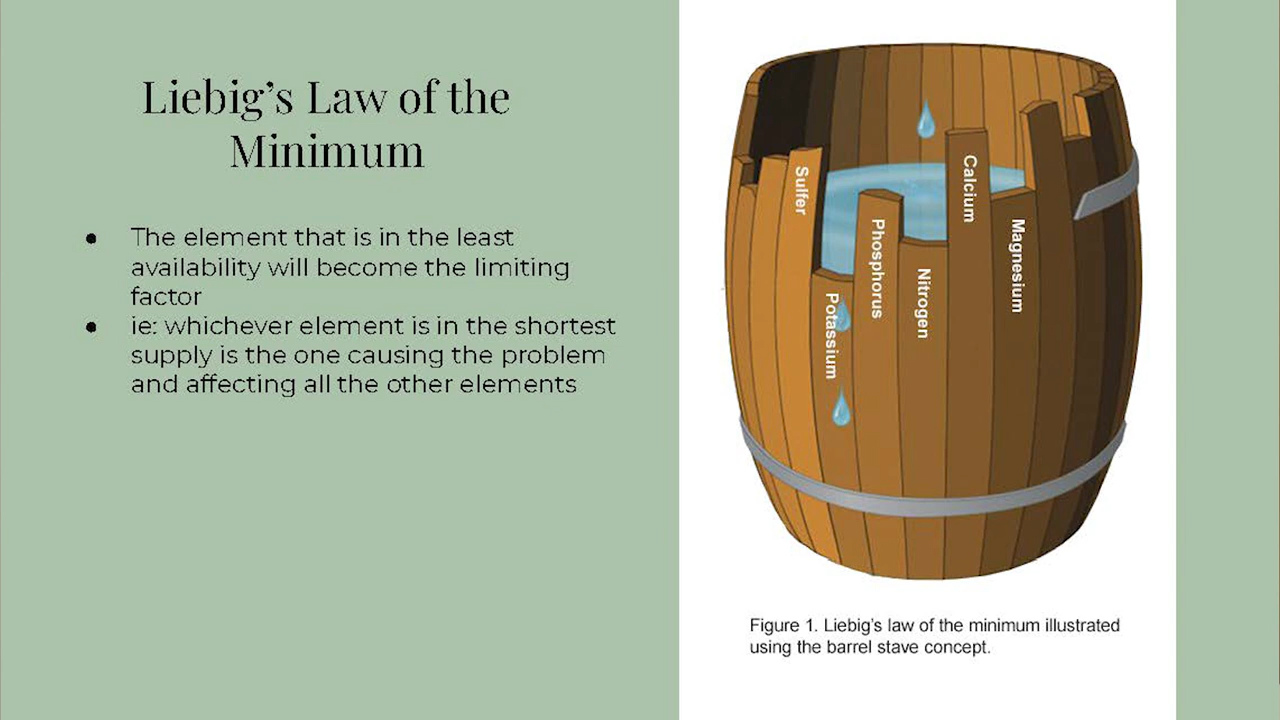 Liebig's Law of the
Minimum
● The element that is in the least
availability will become the limiting
factor
● ie: whichever element is in the shortest
supply is the one causing the problem
and affecting all the other elements
Sulfer
Potassium
Phosphorus
Nitrogen
Calcium
Magnesium
Figure 1. Liebig's law of the minimum illustrated
using the barrel stave concept.